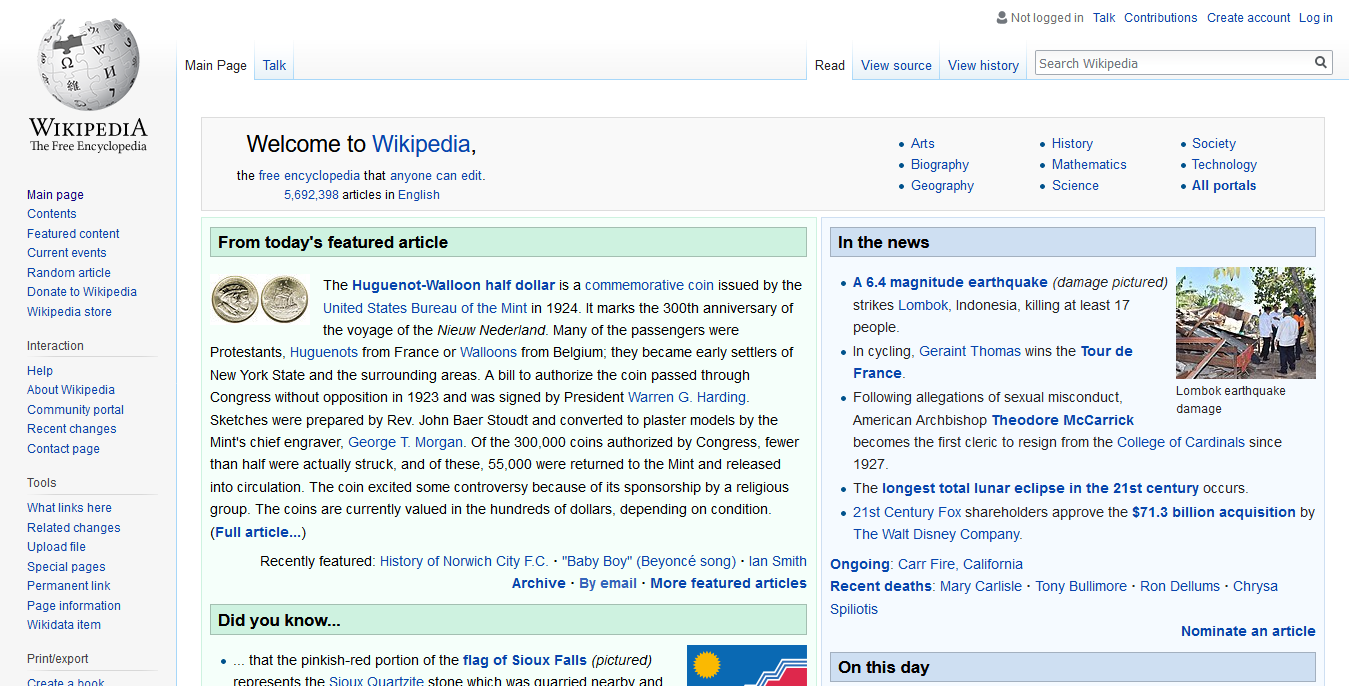 Not logged in Talk Contributions Create account Log in
WIKIPEDIA
The Free Encyclopedia
Main Page Talk
Read View source View history Search Wikipedia
Main page
Contents
Featured content
Current events
Random article
Donate to Wikipedia
Wikipedia store
Interaction
Help
About Wikipedia
Community portal
Recent changes
Contact page
Tools
What links here
Related changes
Upload file
Special pages
Permanent link
Page information
Wikidata item
Print/export
Create a book
Welcome to Wikipedia,
the free encyclopedia that anyone can edit.
5,692,398 articles in English
Arts
Biography
Geography
History
Mathematics
Science
Society
Technology
All portals
From today's featured article
The Huguenot-Walloon half dollar is a commemorative coin issued by the
United States Bureau of the Mint in 1924. It marks the 300th anniversary of
the voyage of the Nieuw Nederland. Many of the passengers were
Protestants, Huguenots from France or Walloons from Belgium; they became early settlers of
New York State and the surrounding areas. A bill to authorize the coin passed through
Congress without opposition in 1923 and was signed by President Warren G. Harding.
Sketches were prepared by Rev. John Baer Stoudt and converted to plaster models by the
Mint's chief engraver, George T. Morgan. Of the 300,000 coins authorized by Congress, fewer
than half were actually struck, and of these, 55,000 were returned to the Mint and released
into circulation. The coin excited some controversy because of its sponsorship by a religious
group. The coins are currently valued in the hundreds of dollars, depending on condition.
(Full article...)
Recently featured: History of Norwich City F.C. · "Baby Boy" (Beyoncé song) · Ian Smith
Archive · By email · More featured articles
Did you know...
... that the pinkish-red portion of the flag of Sioux Falls (pictured)
represents the Sioux Quartzite stone which was quarried nearby and
In the news
A 6.4 magnitude earthquake (damage pictured)
strikes Lombok, Indonesia, killing at least 17
people.
In cycling, Geraint Thomas wins the Tour de
France.
Following allegations of sexual misconduct,
American Archbishop Theodore McCarrick
becomes the first cleric to resign from the College of Cardinals since
1927.
The longest total lunar eclipse in the 21st century occurs.
21st Century Fox shareholders approve the $71.3 billion acquisition by
The Walt Disney Company.
Lombok earthquake
damage
Ongoing: Carr Fire, California
Recent deaths: Mary Carlisle · Tony Bullimore · Ron Dellums · Chrysa
Spiliotis
Nominate an article
On this day